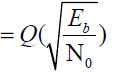 = Q(√(E_b/N_0))